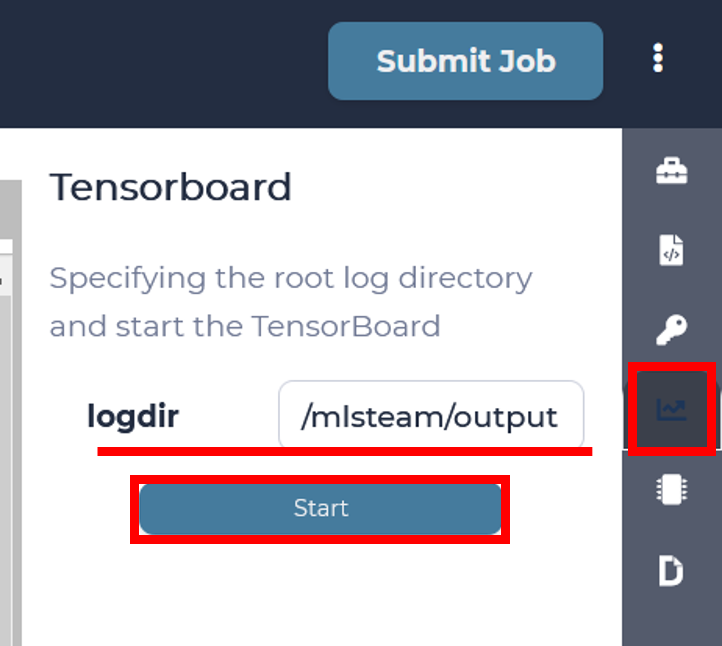 Submit Job
Tensorboard
Specifying the root log directory
and start the TensorBoard
logdir
/mlsteam/output
Start